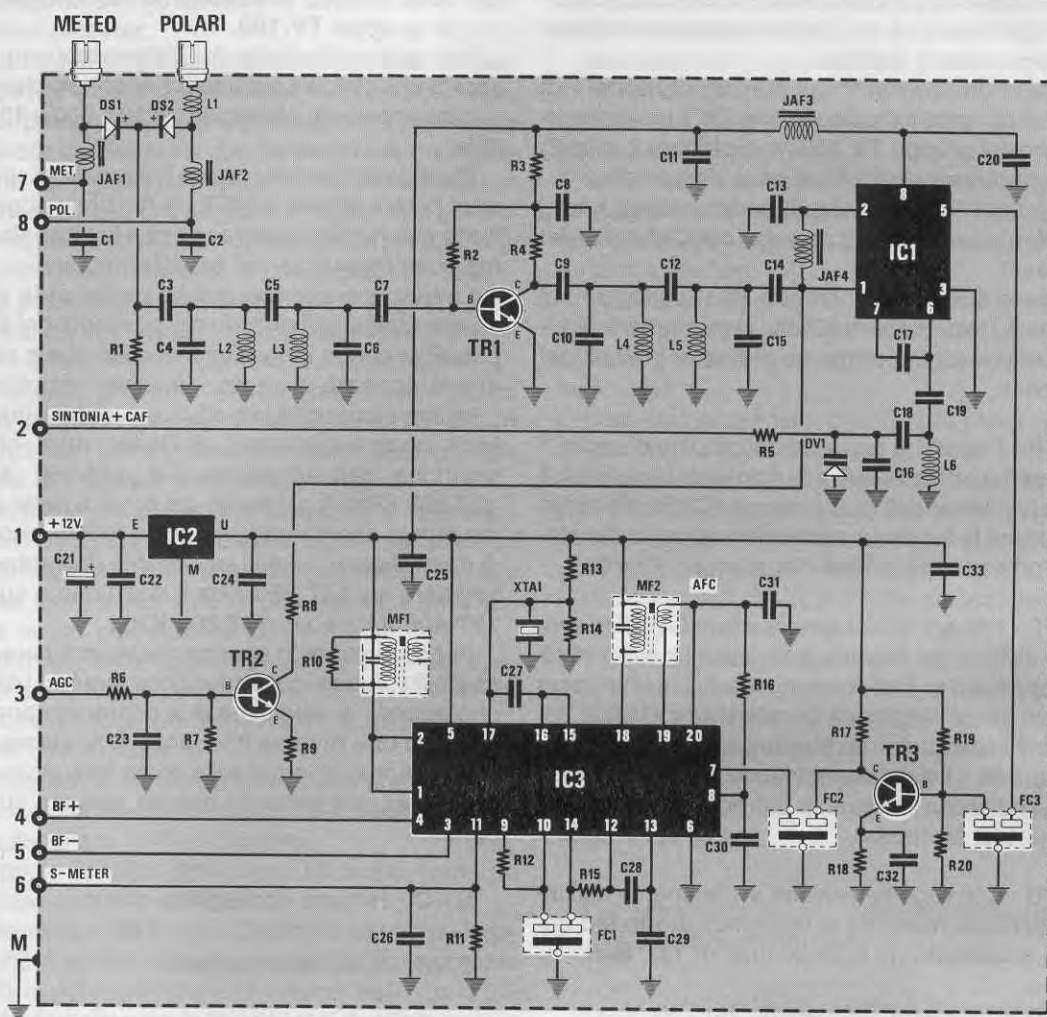 METEO POLARI
DS1 DS2 L1
JAF1 JAF2
7 MET.
8 POL.
C1 C2
JAF3
C11 C20
R3 C8
R2 R4
C13 JAF4
2 8 5
IC1
1 3
7 6
C3 C5 C7
R1 C4 L2 L3 C6
B C E
TR1
C9 C12 C14
C10 L4 L5 C15
C17
C19
2 SINTONIA+CAF
R5 DV1 C16 C18 L6
1 +12V.
E U
IC2
M
C21 + C22 C24
R8
C25
R10 MF1
XTA1 R13
R14
MF2 AFC C31
C33
3 AGC R6
C23 R7
B C E
TR2
R9
C27
R16
R17 R19
2 5 17 16 15 18 19 20
IC3
1 7
4 8
3 11 9 10 14 12 13 6
4 BF+
5 BF-
6 S-METER
R12 R15 C28
C30
FC2
TR3
C B E
FC3
R18 C32 R20
C26 R11 FC1 C29
M